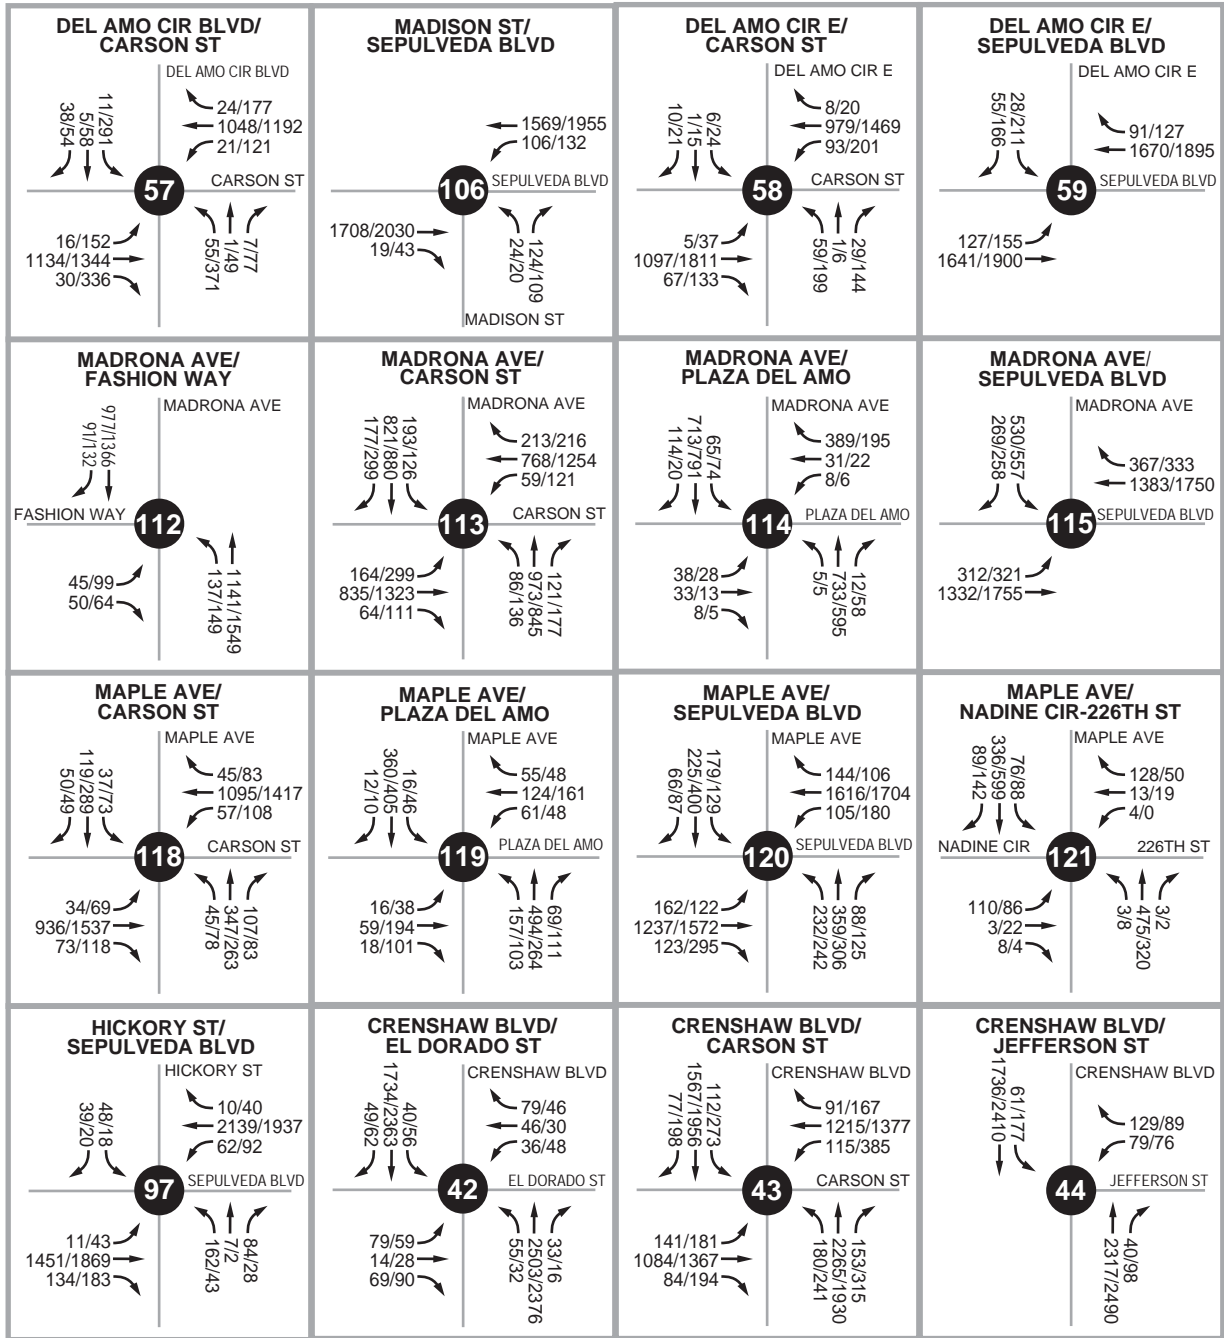 DEL AMO CIR BLVD/
CARSON ST
DEL AMO CIR BLVD
38/54
5/58
11/291
24/177
1048/1192
21/121
57
CARSON ST
16/152
1134/1344
30/336
55/371
1/49
7/77
MADISON ST/
SEPULVEDA BLVD
1569/1955
106/132
106
SEPULVEDA BLVD
1708/2030
19/43
24/20
124/109
MADISON ST
DEL AMO CIR E/
CARSON ST
DEL AMO CIR E
10/21
1/15
6/24
8/20
979/1469
93/201
58
CARSON ST
5/37
1097/1811
67/133
59/199
1/6
29/144
DEL AMO CIR E/
SEPULVEDA BLVD
DEL AMO CIR E
55/166
28/211
91/127
1670/1895
59
SEPULVEDA BLVD
127/155
1641/1900
MADRONA AVE/
FASHION WAY
MADRONA AVE
91/132
977/1366
FASHION WAY
112
45/99
50/64
137/149
1141/1549
MADRONA AVE/
CARSON ST
MADRONA AVE
177/299
821/880
193/126
213/216
768/1254
59/121
113
CARSON ST
164/299
835/1323
64/111
86/136
973/845
121/177
MADRONA AVE/
PLAZA DEL AMO
MADRONA AVE
114/20
713/791
65/74
389/195
31/22
8/6
114
PLAZA DEL AMO
38/28
33/13
8/5
5/5
733/595
12/58
MADRONA AVE/
SEPULVEDA BLVD
MADRONA AVE
269/258
530/557
367/333
1383/1750
115
SEPULVEDA BLVD
312/321
1332/1755
MAPLE AVE/
CARSON ST
MAPLE AVE
50/49
119/289
37/73
45/83
1095/1417
57/108
118
CARSON ST
34/69
936/1537
73/118
45/78
347/263
107/83
MAPLE AVE/
PLAZA DEL AMO
MAPLE AVE
12/10
360/405
16/46
55/48
124/161
61/48
119
PLAZA DEL AMO
16/38
59/194
18/101
157/103
494/264
69/111
MAPLE AVE/
SEPULVEDA BLVD
MAPLE AVE
66/87
225/400
179/129
144/106
1616/1704
105/180
120
SEPULVEDA BLVD
162/122
1237/1572
123/295
232/242
359/306
88/125
MAPLE AVE/
NADINE CIR-226TH ST
MAPLE AVE
89/142
336/599
76/88
128/50
13/19
4/0
NADINE CIR
121
226TH ST
110/86
3/22
8/4
3/8
475/320
3/2
HICKORY ST/
SEPULVEDA BLVD
HICKORY ST
39/20
48/18
10/40
2139/1937
62/92
97
SEPULVEDA BLVD
11/43
1451/1869
134/183
162/43
7/2
84/28
CRENSHAW BLVD/
EL DORADO ST
CRENSHAW BLVD
49/62
1734/2363
40/56
79/46
46/30
36/48
42
EL DORADO ST
79/59
14/28
69/90
55/32
2503/2376
33/16
CRENSHAW BLVD/
CARSON ST
CRENSHAW BLVD
77/198
1567/1956
112/273
91/167
1215/1377
115/385
43
CARSON ST
141/181
1084/1367
84/194
180/241
2265/1930
153/315
CRENSHAW BLVD/
JEFFERSON ST
CRENSHAW BLVD
1736/2410
61/177
129/89
79/76
44
JEFFERSON ST
2317/2490
40/98